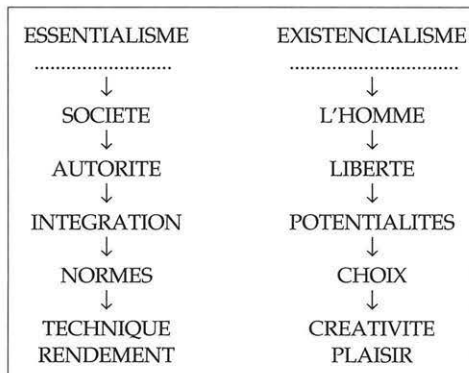 ESSENTIALISME EXISTENCIALISME
........................ ................................
↓ ↓
SOCIETE L'HOMME
↓ ↓
AUTORITE LIBERTE
↓ ↓
INTEGRATION POTENTIALITES
↓ ↓
NORMES CHOIX
↓ ↓
TECHNIQUE CREATIVITE
RENDEMENT PLAISIR